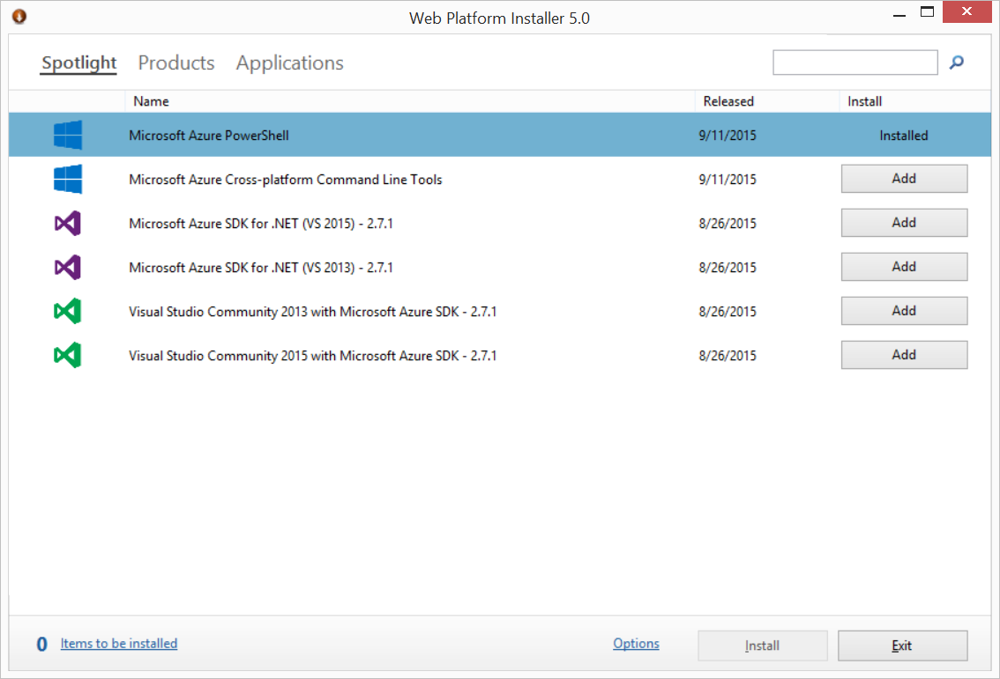 Web Platform Installer 5.0
Spotlight Products Applications
Name Released Install
Microsoft Azure PowerShell 9/11/2015 Installed
Microsoft Azure Cross-platform Command Line Tools 9/11/2015 Add
Microsoft Azure SDK for .NET (VS 2015) - 2.7.1 8/26/2015 Add
Microsoft Azure SDK for .NET (VS 2013) - 2.7.1 8/26/2015 Add
Visual Studio Community 2013 with Microsoft Azure SDK - 2.7.1 8/26/2015 Add
Visual Studio Community 2015 with Microsoft Azure SDK - 2.7.1 8/26/2015 Add
0 Items to be installed Options Install Exit